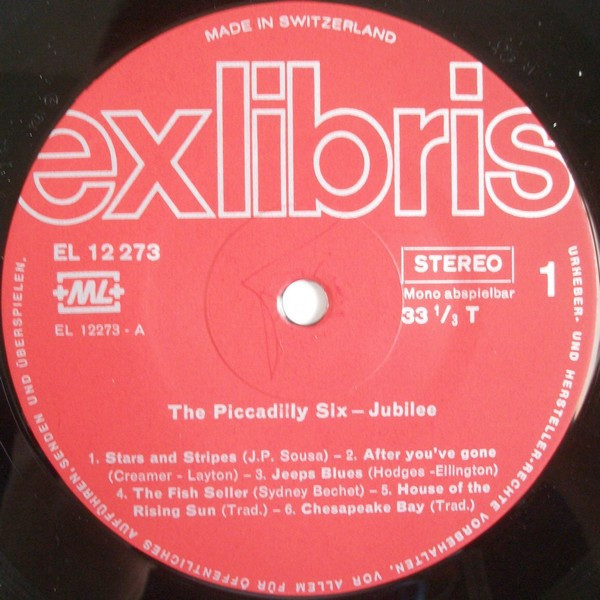 MADE IN SWITZERLAND
exlibris
EL 12 273
ML
EL 12273 - A
STEREO
Mono abspielbar
33 1/3 T
1
The Piccadilly Six – Jubilee
1. Stars and Stripes (J.P. Sousa) – 2. After you've gone
(Creamer - Layton) – 3. Jeeps Blues (Hodges -Ellington)
4. The Fish Seller (Sydney Bechet) – 5. House of the
Rising Sun (Trad.) – 6. Chesapeake Bay (Trad.)
URHEBER- UND HERSTELLER-RECHTE VORBEHALTEN, VOR ALLEM FÜR ÖFFENTLICHES AUFFÜHREN, SENDEN UND ÜBERSPIELEN.